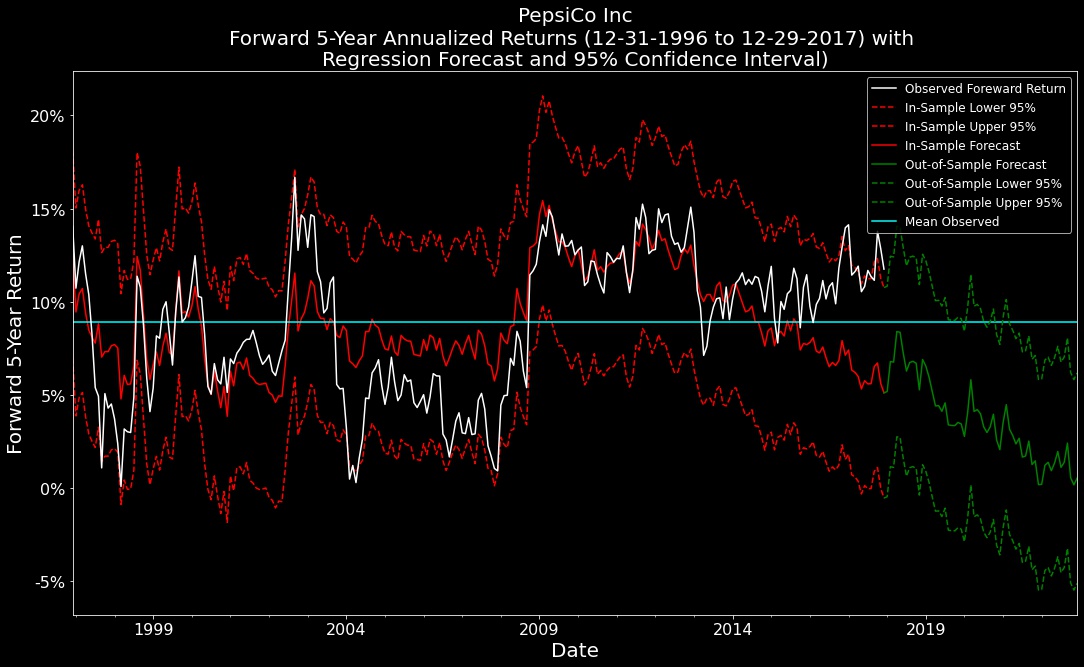 PepsiCo Inc
Forward 5-Year Annualized Returns (12-31-1996 to 12-29-2017) with
Regression Forecast and 95% Confidence Interval)
Observed Foreward Return
In-Sample Lower 95%
In-Sample Upper 95%
In-Sample Forecast
Out-of-Sample Forecast
Out-of-Sample Lower 95%
Out-of-Sample Upper 95%
Mean Observed
Forward 5-Year Return
20%
15%
10%
5%
0%
-5%
1999
2004
2009
2014
2019
Date